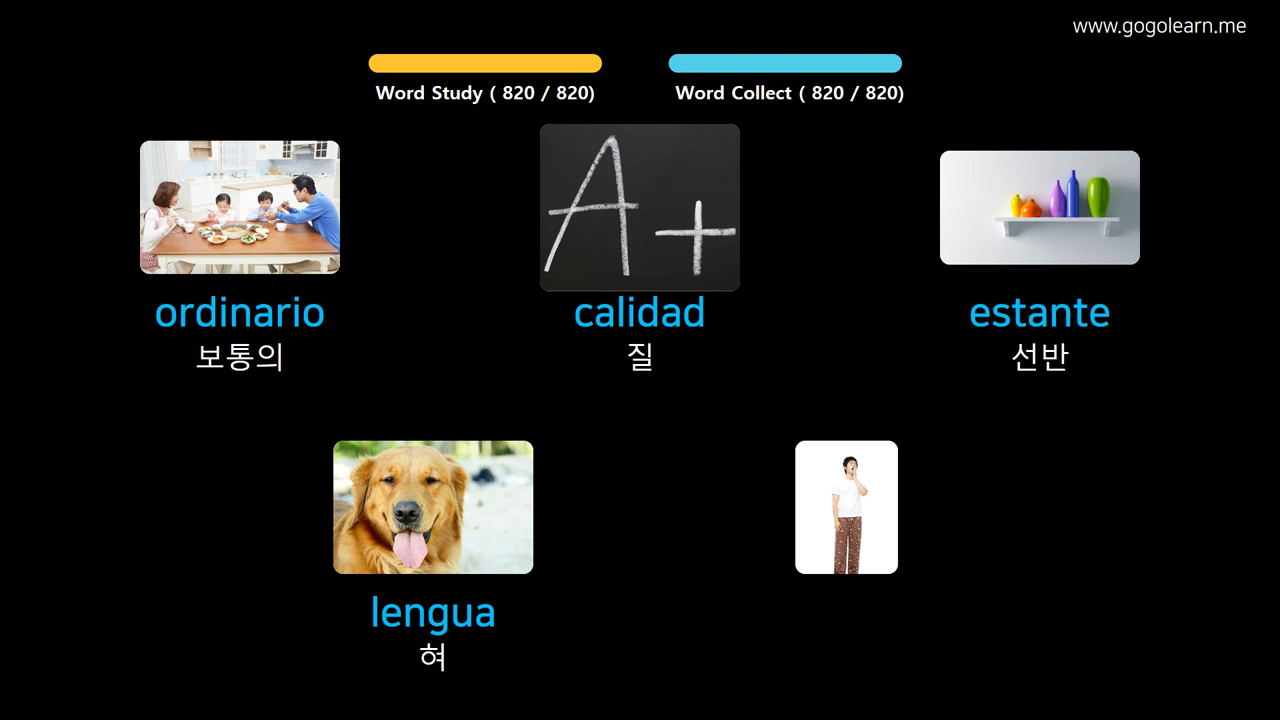 www.gogolearn.me
Word Study ( 820 / 820)
Word Collect ( 820 / 820)
A+
ordinario
보통의
calidad
질
estante
선반
lengua
혀